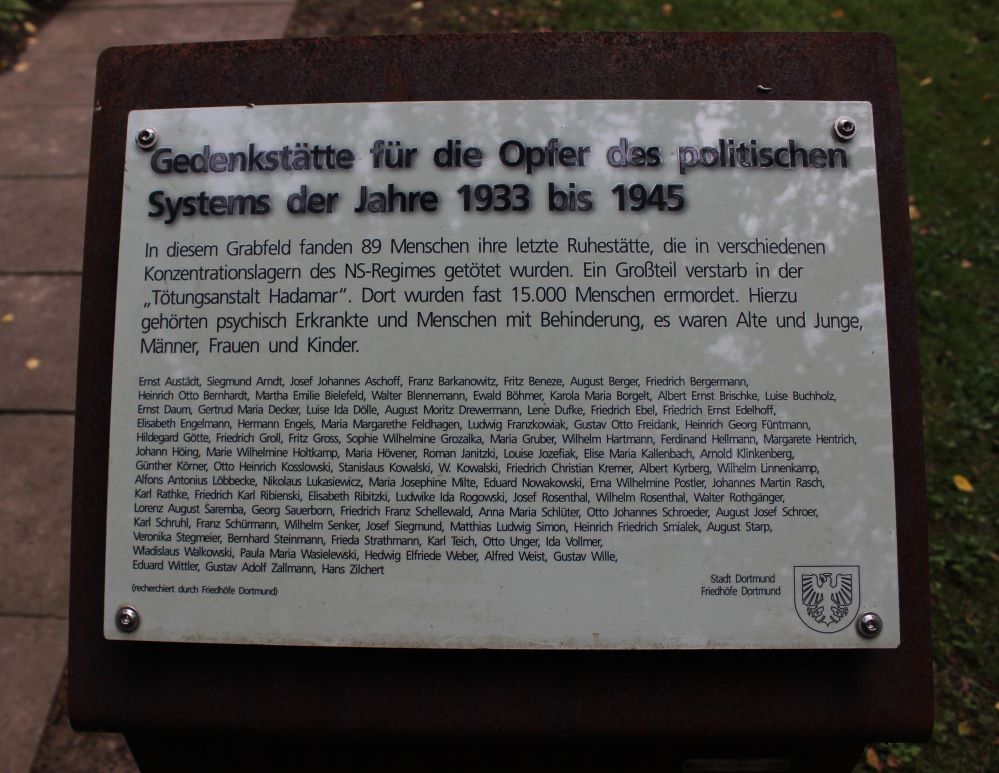 Gedenkstätte für die Opfer des politischen
Systems der Jahre 1933 bis 1945
In diesem Grabfeld fanden 89 Menschen ihre letzte Ruhestätte, die in verschiedenen
Konzentrationslagern des NS-Regimes getötet wurden. Ein Großteil verstarb in der
„Tötungsanstalt Hadamar“. Dort wurden fast 15.000 Menschen ermordet. Hierzu
gehörten psychisch Erkrankte und Menschen mit Behinderung, es waren Alte und Junge,
Männer, Frauen und Kinder.
Ernst Austädt, Siegmund Arndt, Josef Johannes Aschoff, Franz Barkanowitz, Fritz Beneze, August Berger, Friedrich Bergermann,
Heinrich Otto Bernhardt, Martha Emilie Bielefeld, Walter Blennemann, Ewald Böhmer, Karola Maria Borgelt, Albert Ernst Brischke, Luise Buchholz,
Ernst Daum, Gertrud Maria Decker, Luise Ida Dölle, August Moritz Drewermann, Lene Dufke, Friedrich Ebel, Friedrich Ernst Edelhoff,
Elisabeth Engelmann, Hermann Engels, Maria Margarethe Feldhagen, Ludwig Franzkowiak, Gustav Otto Freidank, Heinrich Georg Füntmann,
Hildegard Götte, Friedrich Groll, Fritz Gross, Sophie Wilhelmine Grozalka, Maria Gruber, Wilhelm Hartmann, Ferdinand Hellmann, Margarete Hentrich,
Johann Höing, Marie Wilhelmine Holtkamp, Maria Hövener, Roman Janitzki, Louise Jozefiak, Elise Maria Kallenbach, Arnold Klinkenberg,
Günther Körner, Otto Heinrich Kosslowski, Stanislaus Kowalski, W. Kowalski, Friedrich Christian Kremer, Albert Kyrberg, Wilhelm Linnenkamp,
Alfons Antonius Löbbecke, Nikolaus Lukasiewicz, Maria Josephine Milte, Eduard Nowakowski, Erna Wilhelmine Postler, Johannes Martin Rasch,
Karl Rathke, Friedrich Karl Ribienski, Elisabeth Ribitzki, Ludwike Ida Rogowski, Josef Rosenthal, Wilhelm Rosenthal, Walter Rothgänger,
Lorenz August Saremba, Georg Sauerborn, Friedrich Franz Schellewald, Anna Maria Schlüter, Otto Johannes Schroeder, August Josef Schroer,
Karl Schruhl, Franz Schürmann, Wilhelm Senker, Josef Siegmund, Matthias Ludwig Simon, Heinrich Friedrich Smialek, August Starp,
Veronika Stegmeier, Bernhard Steinmann, Frieda Strathmann, Karl Teich, Otto Unger, Ida Vollmer,
Wadislaus Walkowski, Paula Maria Wasielewski, Hedwig Elfriede Weber, Alfred Weist, Gustav Wille,
Eduard Wittler, Gustav Adolf Zallmann, Hans Zilchert
(recherchiert durch Friedhöfe Dortmund)
Stadt Dortmund
Friedhöfe Dortmund